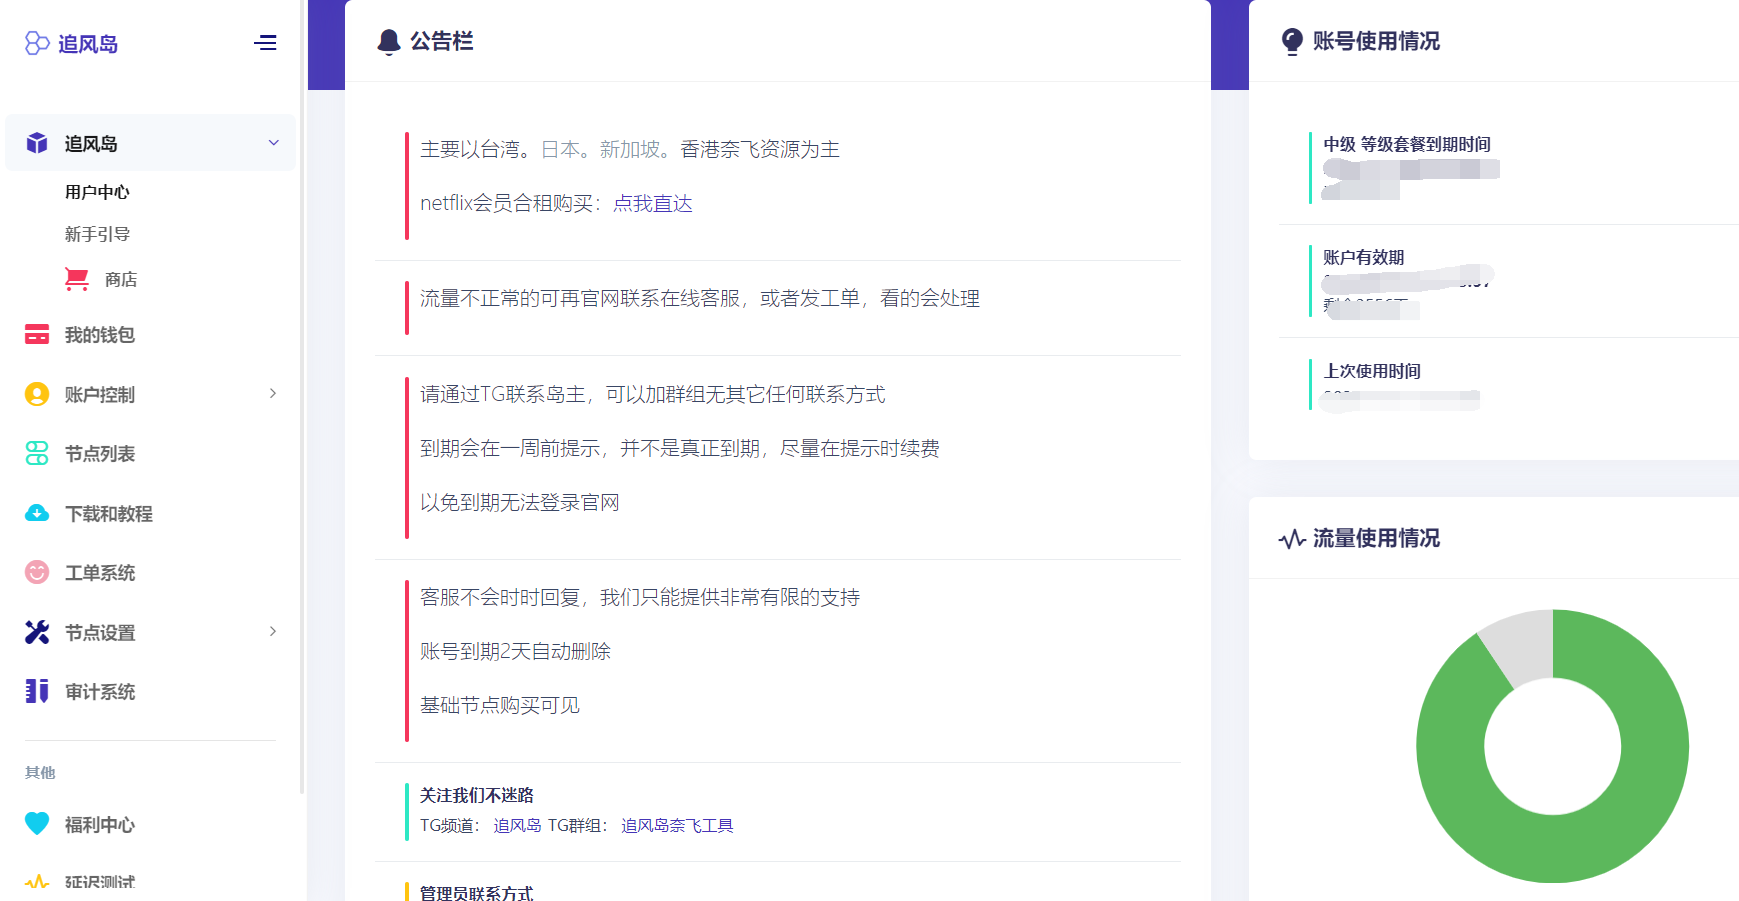 追风岛
追风岛
用户中心
新手引导
商店
我的钱包
账户控制
节点列表
下载和教程
工单系统
节点设置
审计系统
其他
福利中心
延迟测试
公告栏
主要以台湾。日本。新加坡。香港奈飞资源为主
netflix会员合租购买：点我直达
流量不正常的可再官网联系在线客服，或者发工单，看的会处理
请通过TG联系岛主，可以加群组无其它任何联系方式
到期会在一周前提示，并不是真正到期，尽量在提示时续费
以免到期无法登录官网
客服不会时时回复，我们只能提供非常有限的支持
账号到期2天自动删除
基础节点购买可见
关注我们不迷路
TG频道： 追风岛 TG群组： 追风岛奈飞工具
管理员联系方式
账号使用情况
中级 等级套餐到期时间
账户有效期
上次使用时间
流量使用情况